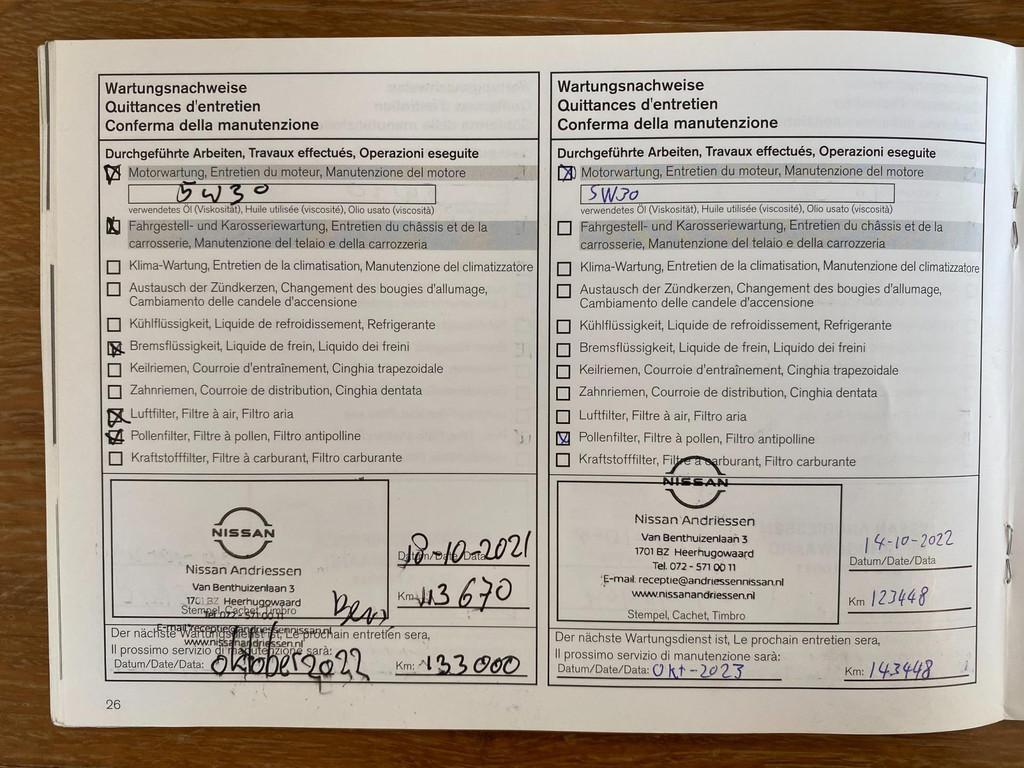 Wartungsnachweise
Quittances d'entretien
Conferma della manutenzione
Durchgeführte Arbeiten, Travaux effectués, Operazioni eseguite
Motorwartung, Entretien du moteur, Manutenzione del motore
5W30
verwendetes Öl (Viskosität), Huile utilisée (viscosité), Olio usato (viscosità)
Fahrgestell- und Karosseriewartung, Entretien du châssis et de la
carrosserie, Manutenzione del telaio e della carrozzeria
Klima-Wartung, Entretien de la climatisation, Manutenzione del climatizzatore
Austausch der Zündkerzen, Changement des bougies d'allumage,
Cambiamento delle candele d'accensione
Kühlflüssigkeit, Liquide de refroidissement, Refrigerante
Bremsflüssigkeit, Liquide de frein, Liquido dei freini
Keilriemen, Courroie d'entraînement, Cinghia trapezoidale
Zahnriemen, Courroie de distribution, Cinghia dentata
Luftfilter, Filtre à air, Filtro aria
Pollenfilter, Filtre à pollen, Filtro antipolline
Kraftstofffilter, Filtre à carburant, Filtro carburante
NISSAN
Nissan Andriessen
Van Benthuizenlaan 3
1701 BZ Heerhugowaard
Tel. 072 - 571 00 11
Stempel, Cachet, Timbro
E-mail: receptie@andriessennissan.nl
www.nissanandriessen.nl
8-10-2021
Datum/Date/Data
Km 113670
Der nächste Wartungsdienst ist, Le prochain entretien sera,
Il prossimo servizio di manutenzione sarà:
Datum/Date/Data: Oktober 2022 Km: 133000
26
Wartungsnachweise
Quittances d'entretien
Conferma della manutenzione
Durchgeführte Arbeiten, Travaux effectués, Operazioni eseguite
Motorwartung, Entretien du moteur, Manutenzione del motore
5W30
verwendetes Öl (Viskosität), Huile utilisée (viscosité), Olio usato (viscosità)
Fahrgestell- und Karosseriewartung, Entretien du châssis et de la
carrosserie, Manutenzione del telaio e della carrozzeria
Klima-Wartung, Entretien de la climatisation, Manutenzione del climatizzatore
Austausch der Zündkerzen, Changement des bougies d'allumage,
Cambiamento delle candele d'accensione
Kühlflüssigkeit, Liquide de refroidissement, Refrigerante
Bremsflüssigkeit, Liquide de frein, Liquido dei freini
Keilriemen, Courroie d'entraînement, Cinghia trapezoidale
Zahnriemen, Courroie de distribution, Cinghia dentata
Luftfilter, Filtre à air, Filtro aria
Pollenfilter, Filtre à pollen, Filtro antipolline
Kraftstofffilter, Filtre à carburant, Filtro carburante
NISSAN
Nissan Andriessen
Van Benthuizenlaan 3
1701 BZ Heerhugowaard
Tel. 072 - 571 00 11
E-mail: receptie@andriessennissan.nl
www.nissanandriessen.nl
Stempel, Cachet, Timbro
14-10-2022
Datum/Date/Data
Km 123448
Der nächste Wartungsdienst ist, Le prochain entretien sera,
Il prossimo servizio di manutenzione sarà:
Datum/Date/Data: Okt-2023 Km: 143448